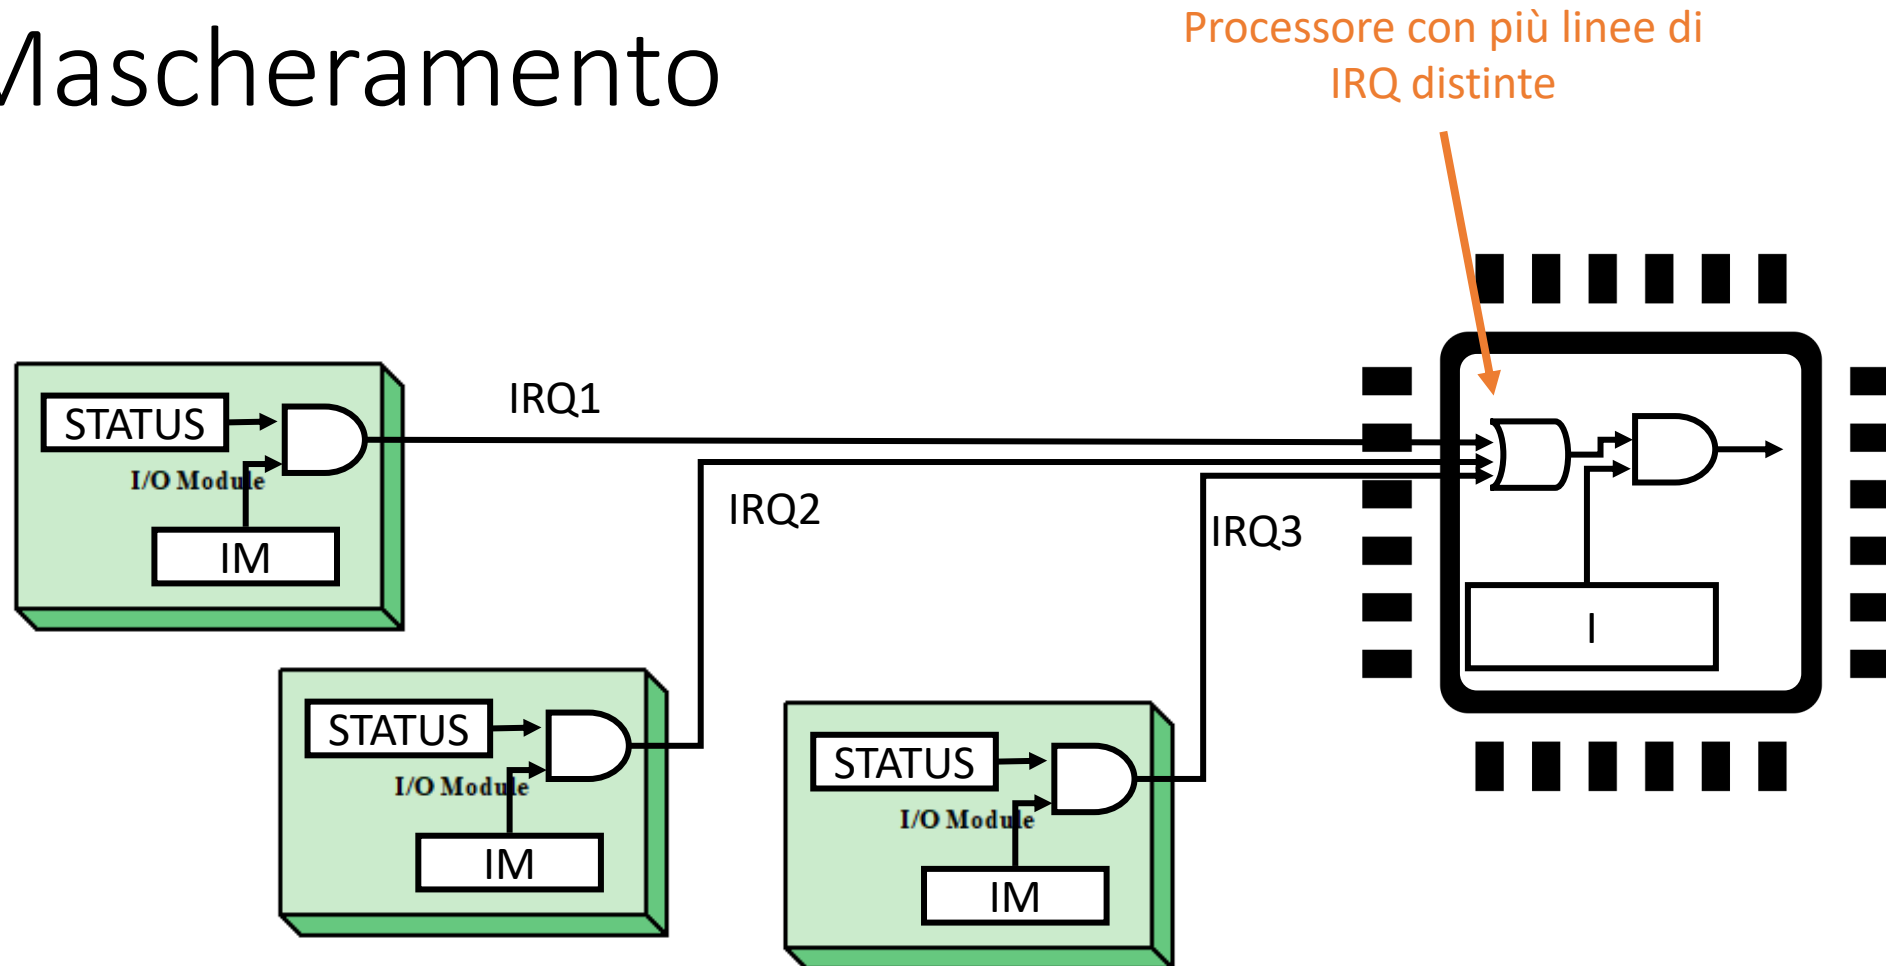 Mascheramento
Processore con più linee di
IRQ distinte
IRQ1
STATUS
I/O Module
IM
IRQ2
IRQ3
I
STATUS
I/O Module
IM
STATUS
I/O Module
IM